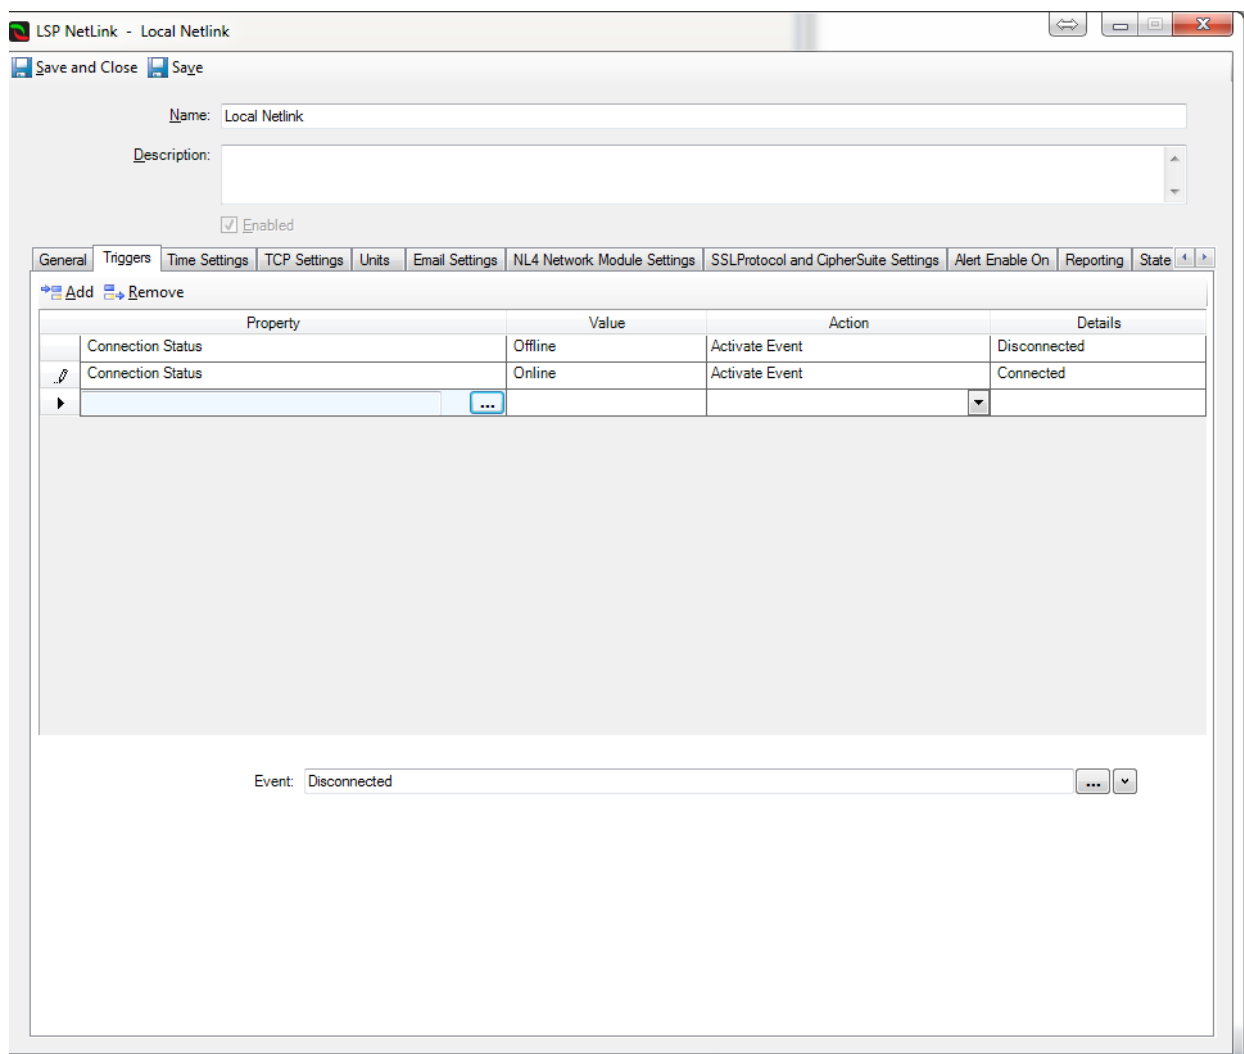 LSP NetLink - Local Netlink
Save and Close Save
Name: Local Netlink
Description:
Enabled
General Triggers Time Settings TCP Settings Units Email Settings NL4 Network Module Settings SSLProtocol and CipherSuite Settings Alert Enable On Reporting State
Add Remove
Property Value Action Details
Connection Status Offline Activate Event Disconnected
Connection Status Online Activate Event Connected
...
Event: Disconnected ...